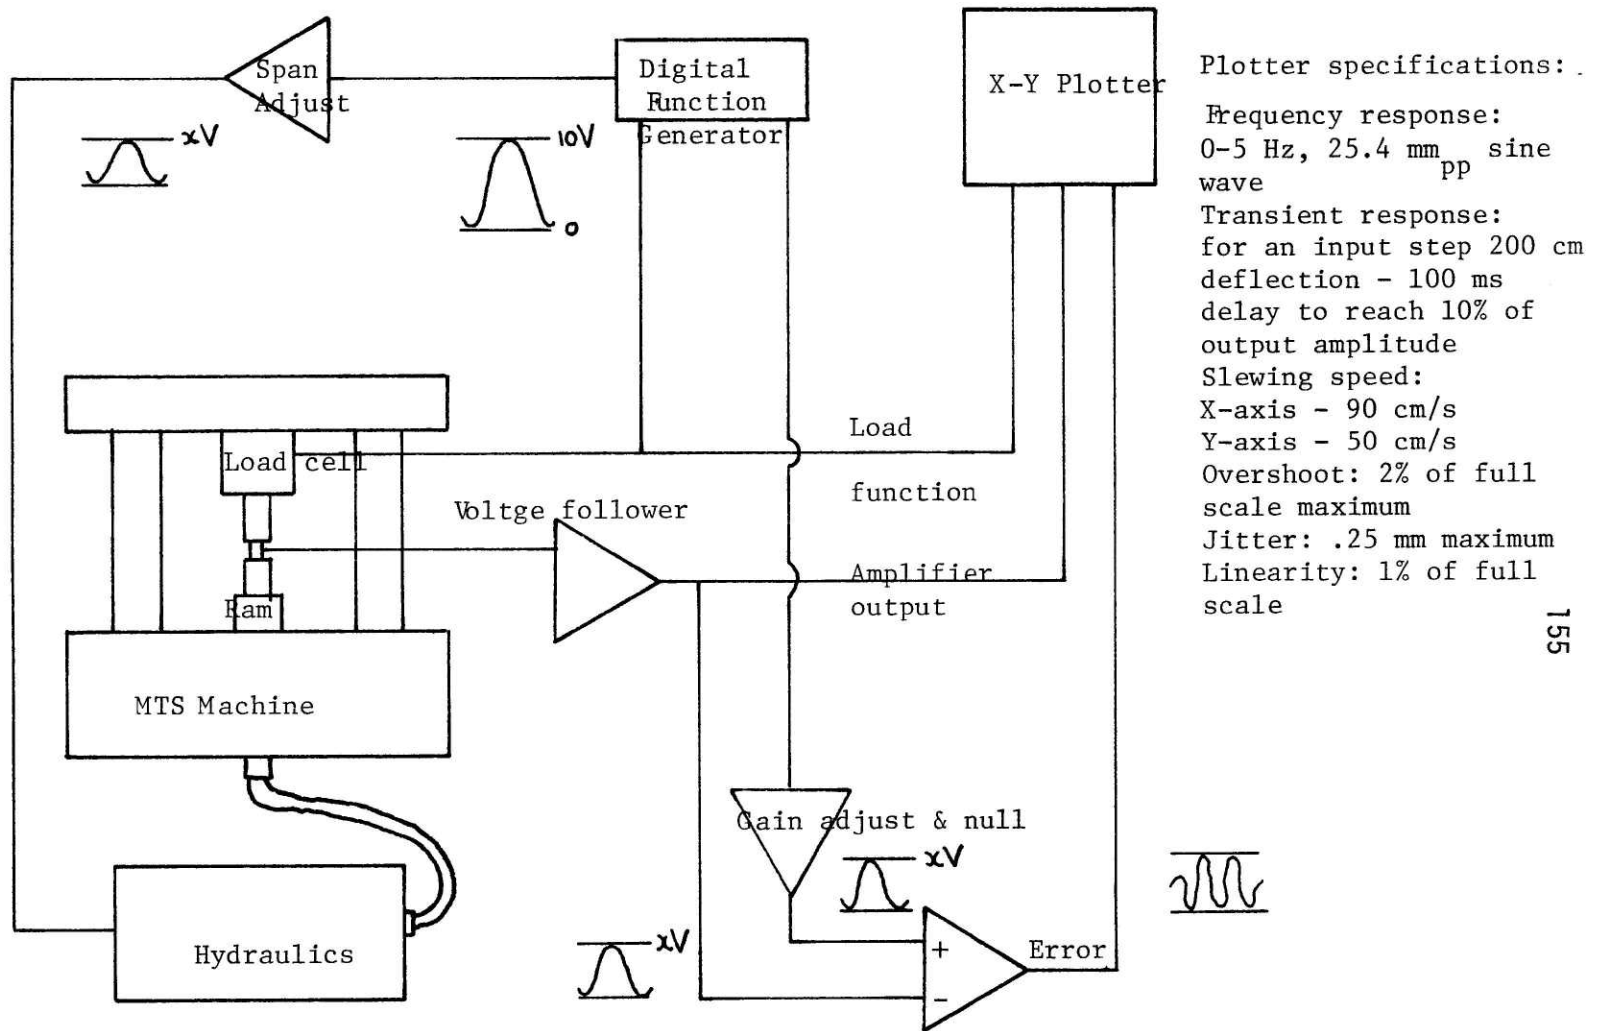 Span
Adjust
xV
Digital
Function
Generator
10V
0
X-Y Plotter
Plotter specifications:
Frequency response:
0-5 Hz, 25.4 mm pp sine
wave
Transient response:
for an input step 200 cm
deflection - 100 ms
delay to reach 10% of
output amplitude
Slewing speed:
X-axis - 90 cm/s
Y-axis - 50 cm/s
Overshoot: 2% of full
scale maximum
Jitter: .25 mm maximum
Linearity: 1% of full
scale
155
Load cell
Load
function
Voltge follower
Amplifier
output
Ram
MTS Machine
Gain adjust & null
xV
Hydraulics
xV
+
-
Error